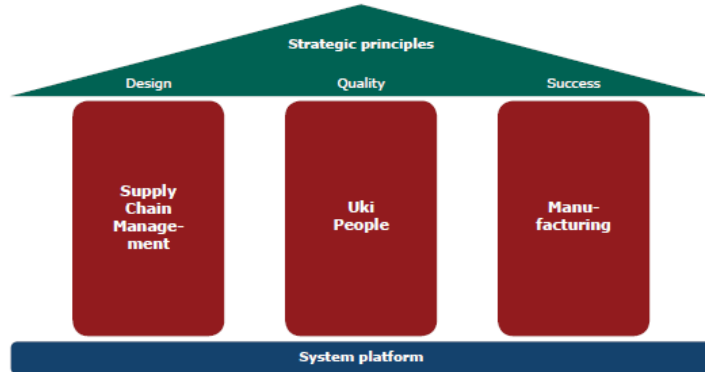 Strategic principles
Design Quality Success
Supply
Chain
Manage-
ment
Uki
People
Manu-
facturing
System platform